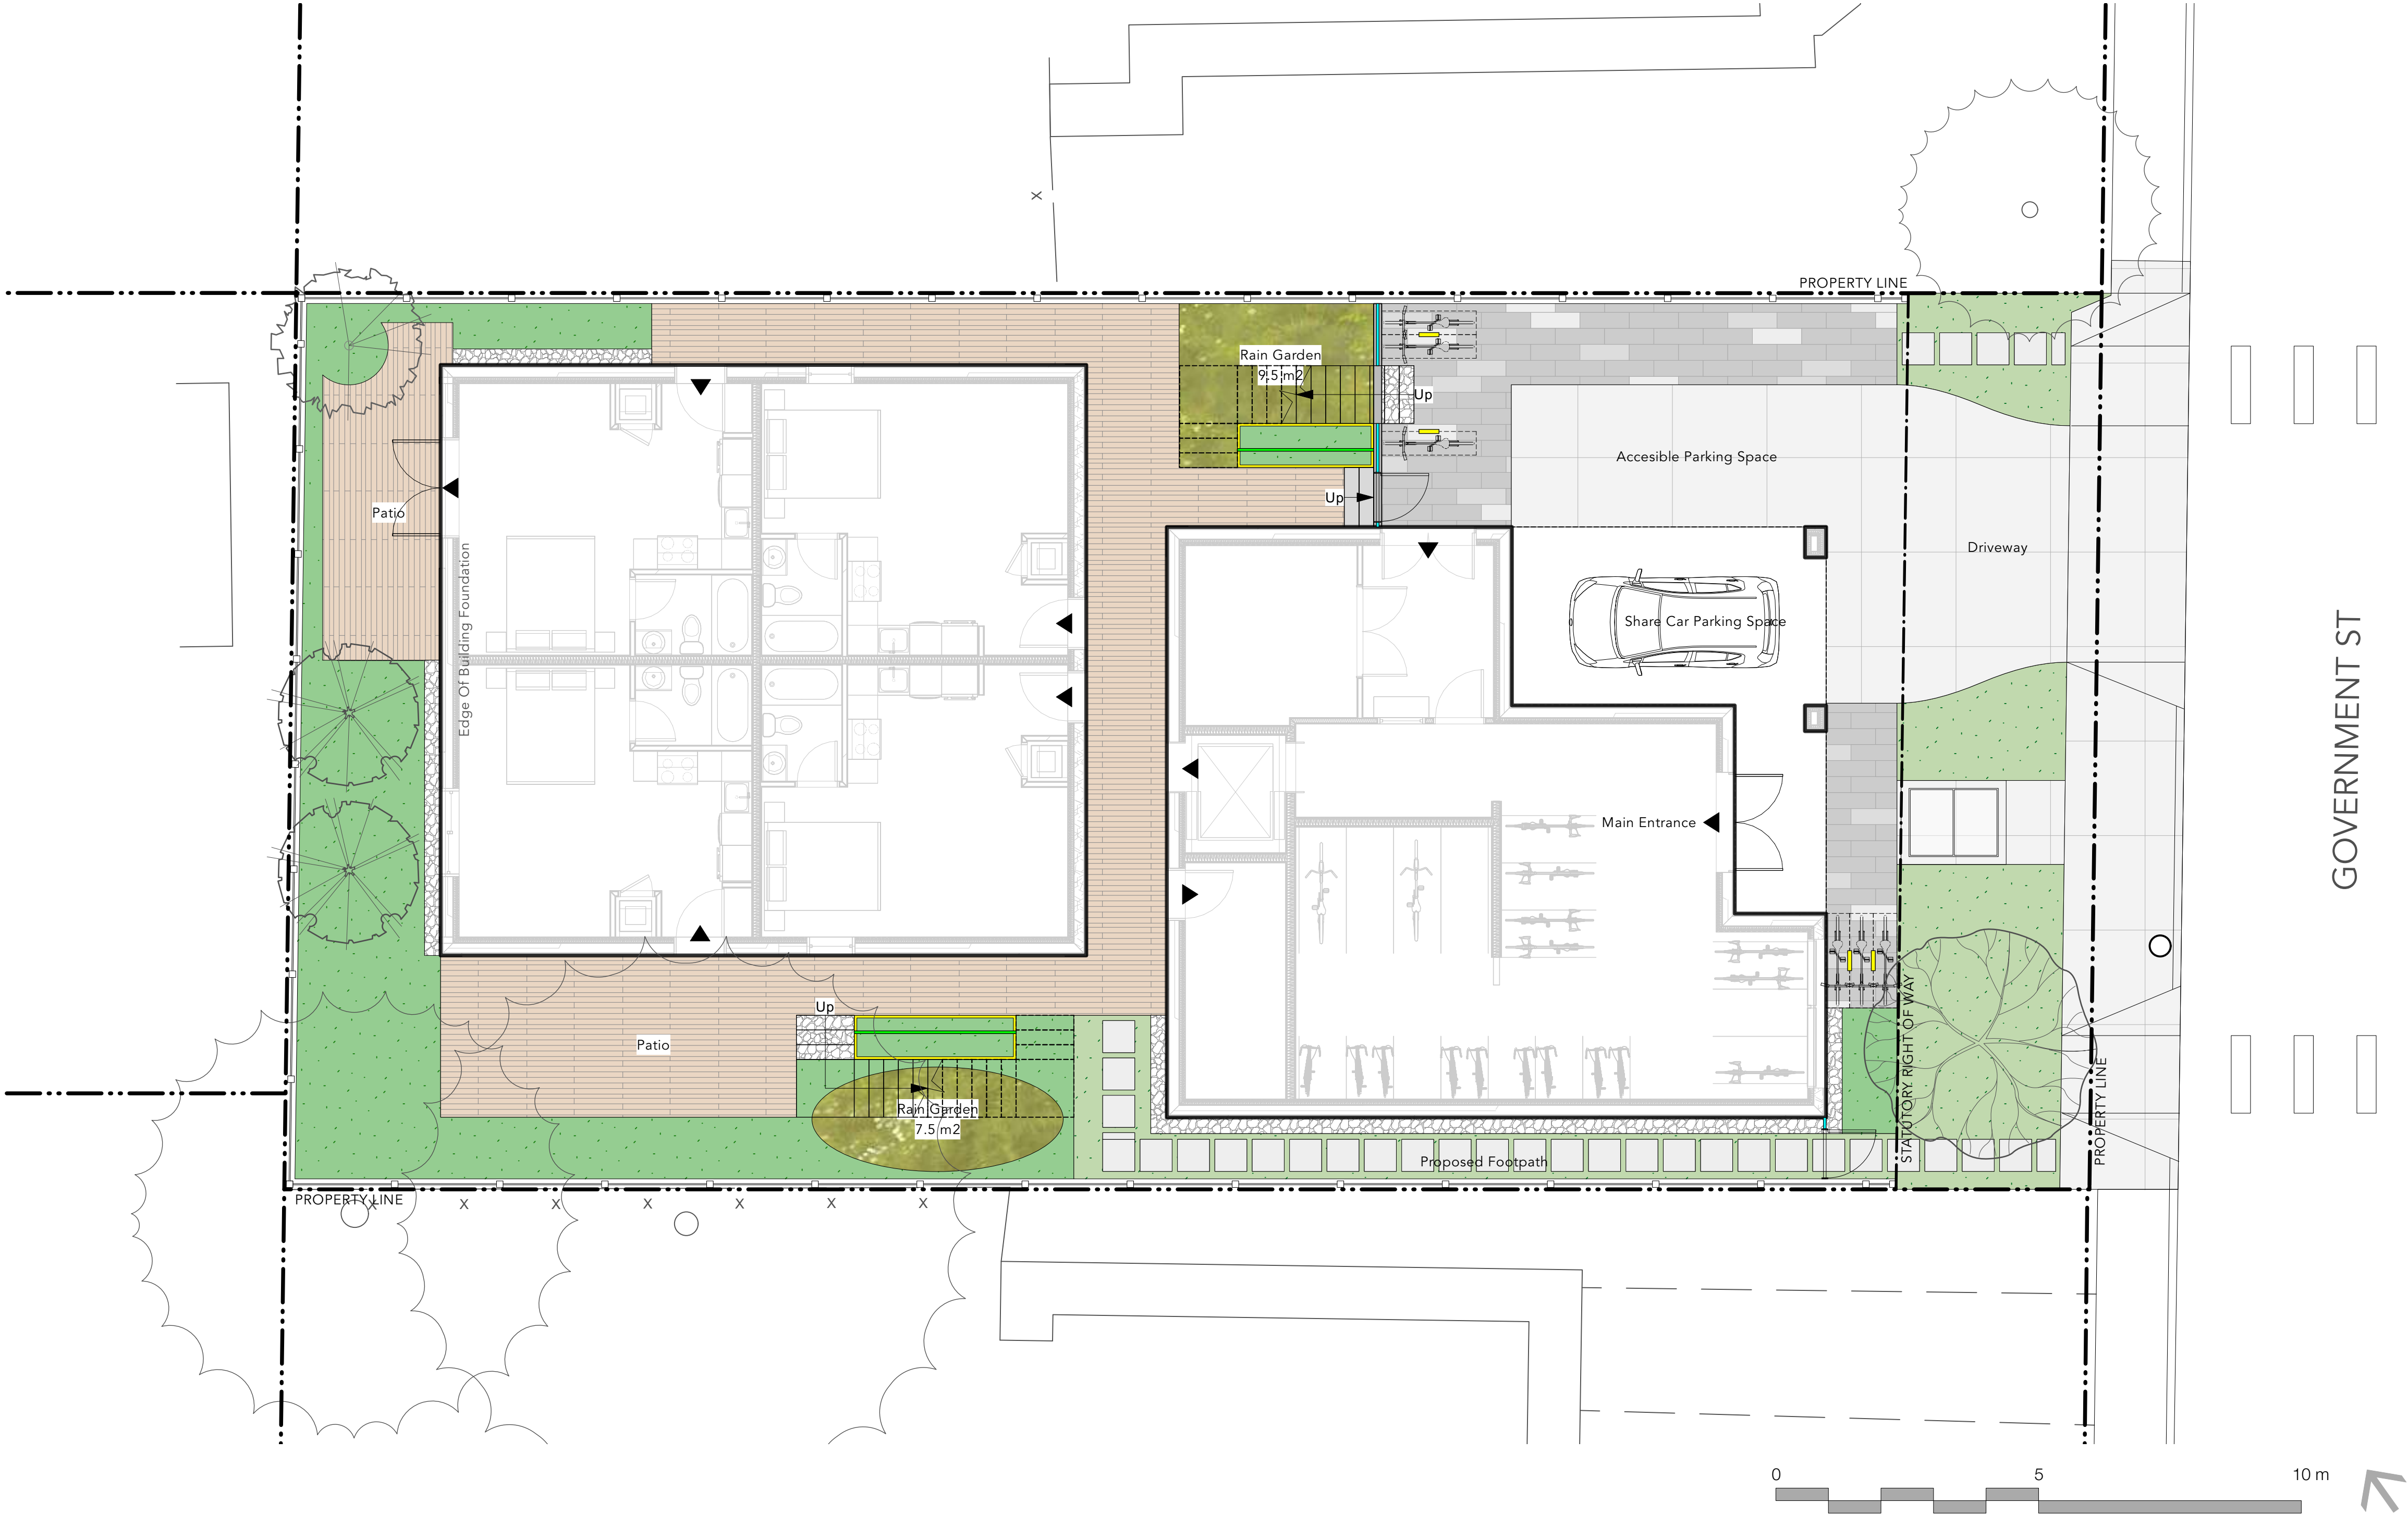 PROPERTY LINE
Rain Garden
9.5 m2
Up
Accesible Parking Space
Up
Patio
Driveway
Edge Of Building Foundation
Share Car Parking Space
GOVERNMENT ST
Main Entrance
Up
Patio
Rain Garden
7.5 m2
STATUTORY RIGHT OF WAY
PROPERTY LINE
Proposed Footpath
PROPERTY LINE
X
X
X
X
X
X
X
X
0
5
10 m